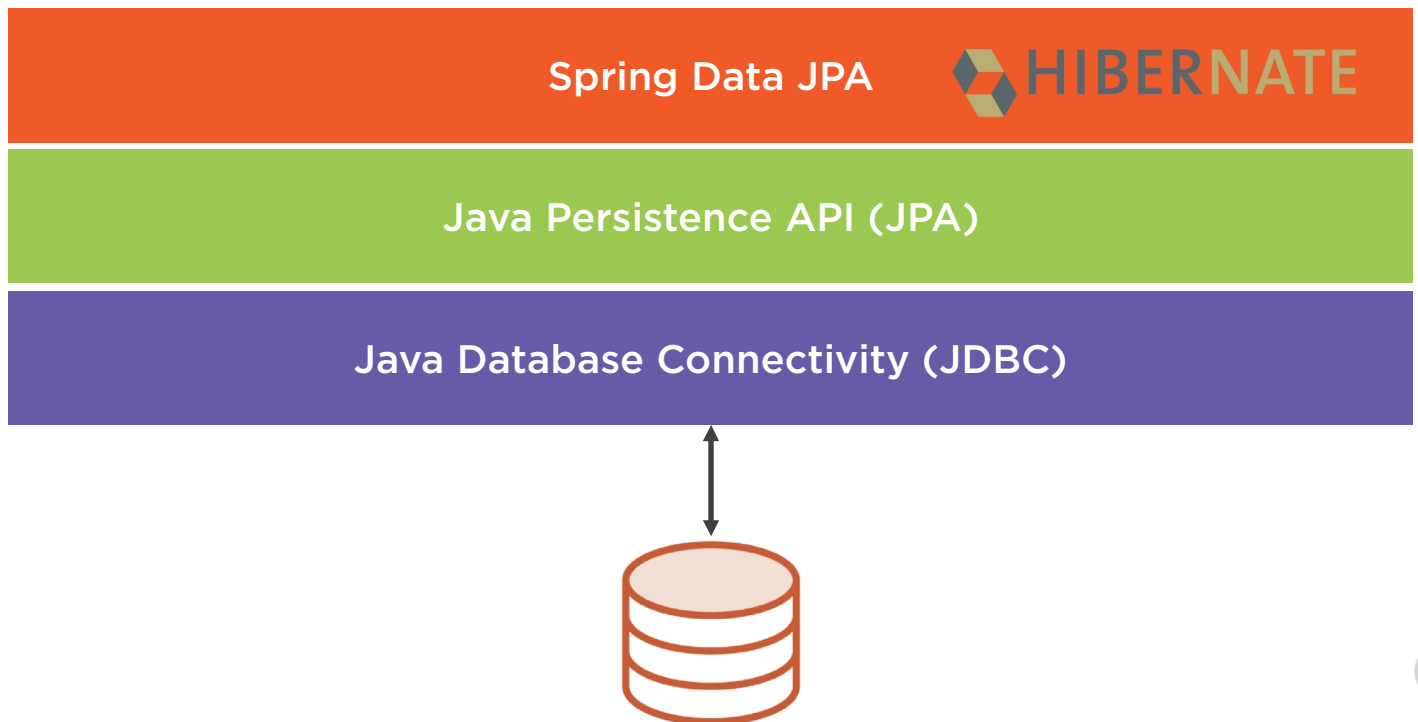 Spring Data JPA HIBERNATE
Java Persistence API (JPA)
Java Database Connectivity (JDBC)